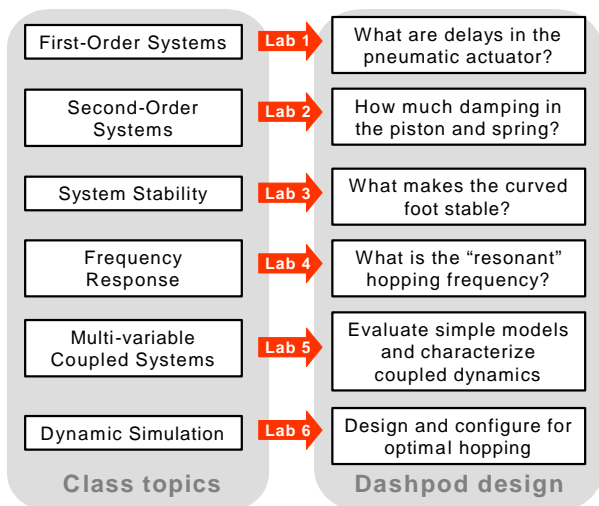 First-Order Systems
Lab 1
What are delays in the
pneumatic actuator?
Second-Order
Systems
Lab 2
How much damping in
the piston and spring?
System Stability
Lab 3
What makes the curved
foot stable?
Frequency
Response
Lab 4
What is the “resonant”
hopping frequency?
Multi-variable
Coupled Systems
Lab 5
Evaluate simple models
and characterize
coupled dynamics
Dynamic Simulation
Lab 6
Design and configure for
optimal hopping
Class topics
Dashpod design